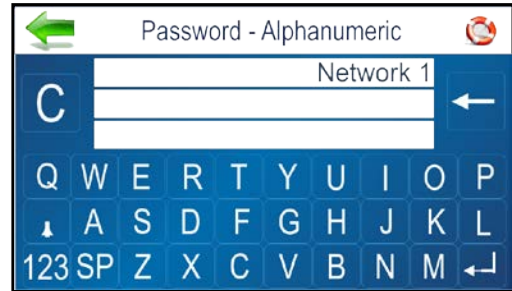 Password - Alphanumeric
Network 1
C
Q W E R T Y U I O P
A S D F G H J K L
123 SP Z X C V B N M